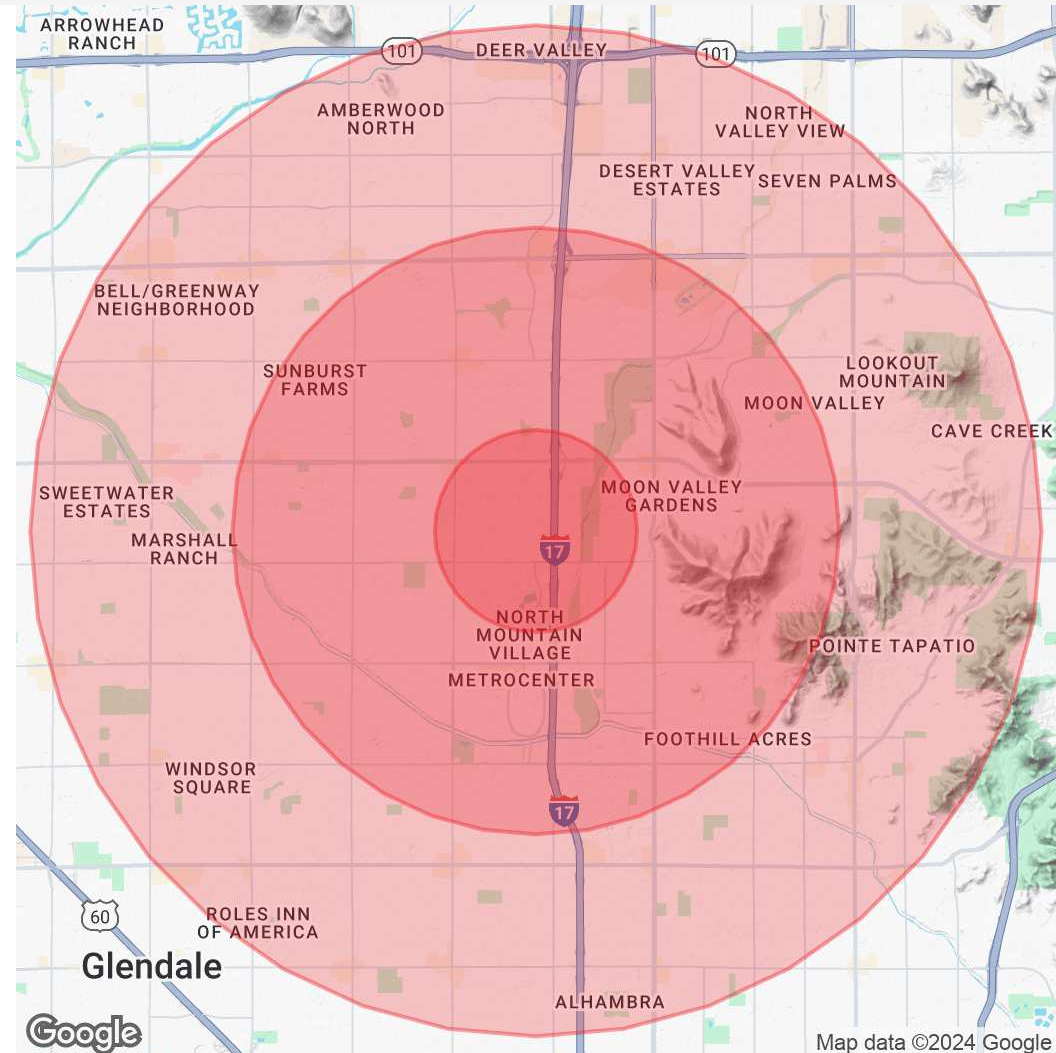 ARROWHEAD
RANCH
101
DEER VALLEY
101
AMBERWOOD
NORTH
NORTH
VALLEY VIEW
DESERT VALLEY
ESTATES
SEVEN PALMS
BELL/GREENWAY
NEIGHBORHOOD
SUNBURST
FARMS
LOOKOUT
MOUNTAIN
MOON VALLEY
CAVE CREEK
SWEETWATER
ESTATES
MOON VALLEY
GARDENS
MARSHALL
RANCH
17
NORTH
MOUNTAIN
VILLAGE
POINTE TAPATIO
METROCENTER
FOOTHILL ACRES
WINDSOR
SQUARE
17
60
ROLES INN
OF AMERICA
Glendale
ALHAMBRA
Google
Map data ©2024 Google